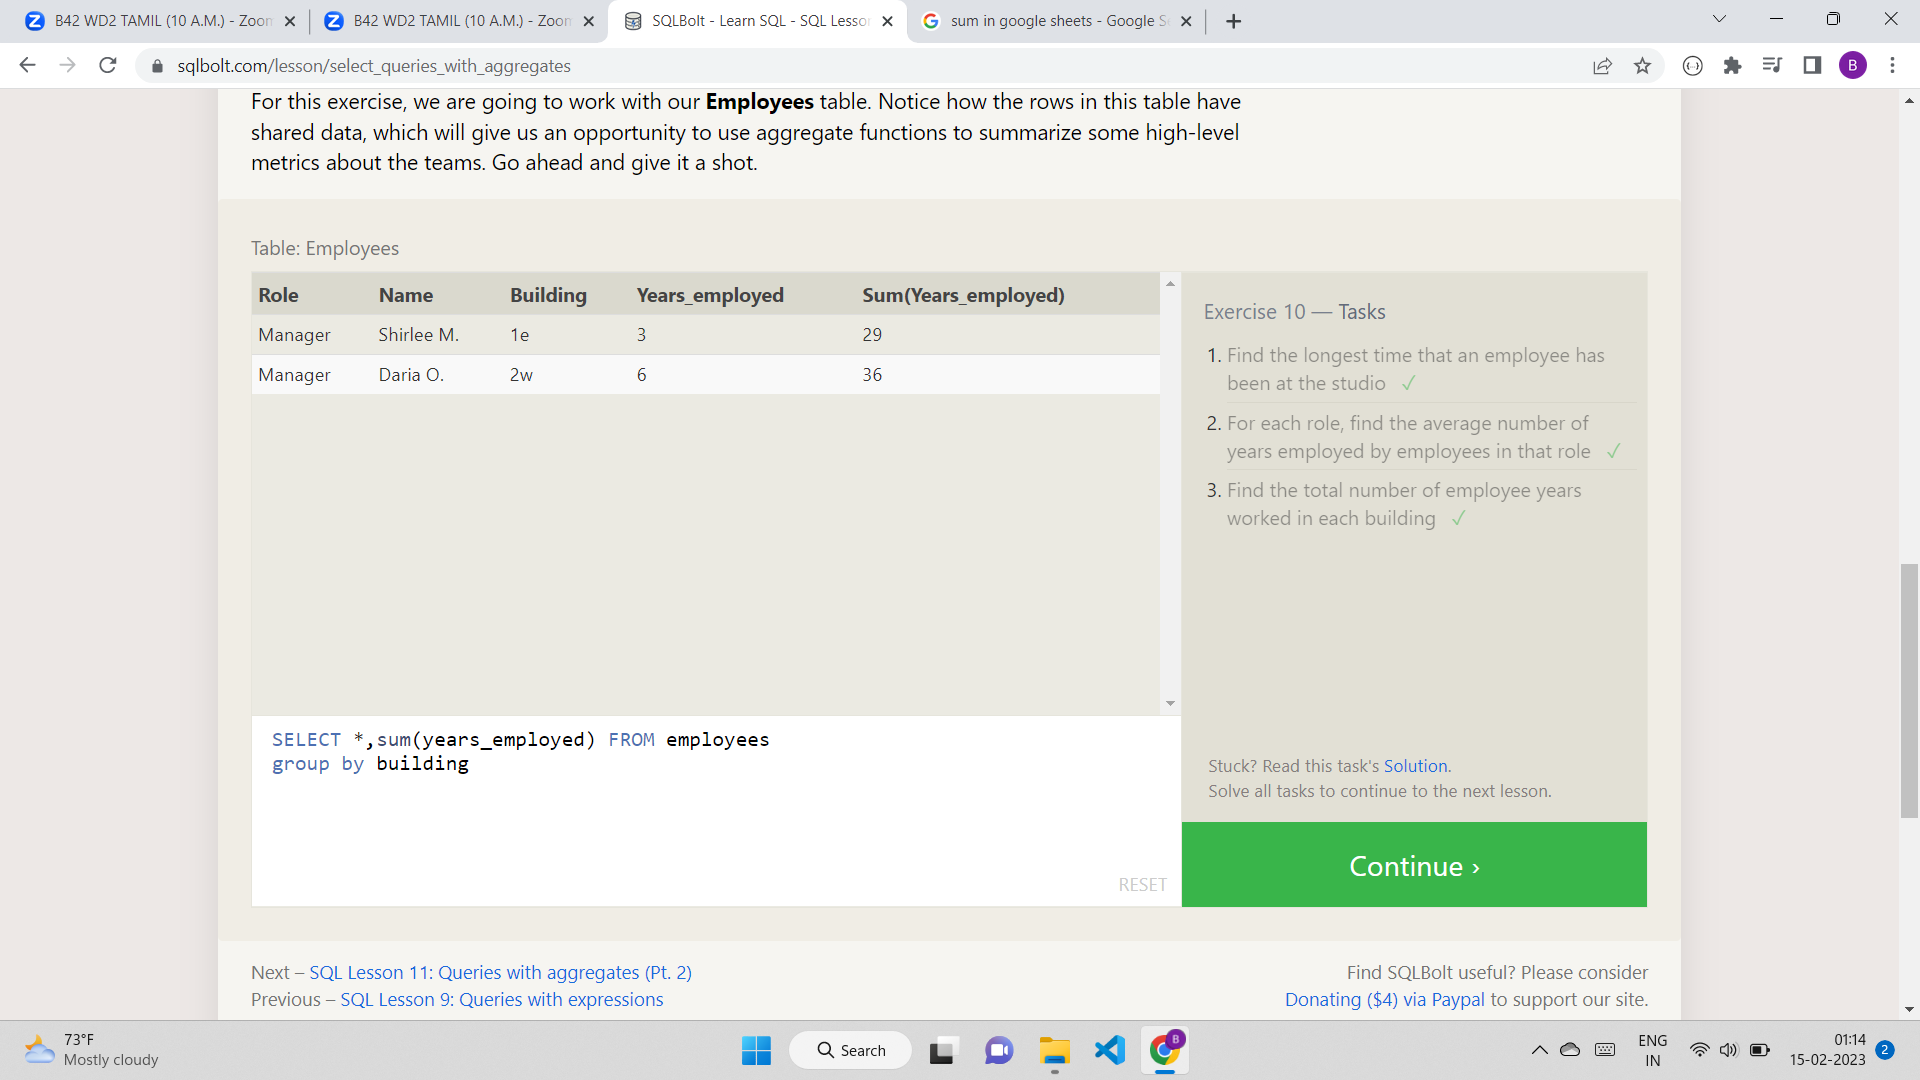 B42 WD2 TAMIL (10 A.M.) - Zoom
B42 WD2 TAMIL (10 A.M.) - Zoom
SQLBolt - Learn SQL - SQL Lesson
sum in google sheets - Google Se
sqlbolt.com/lesson/select_queries_with_aggregates
B
For this exercise, we are going to work with our Employees table. Notice how the rows in this table have
shared data, which will give us an opportunity to use aggregate functions to summarize some high-level
metrics about the teams. Go ahead and give it a shot.
Table: Employees
Role Name Building Years_employed Sum(Years_employed)
Manager Shirlee M. 1e 3 29
Manager Daria O. 2w 6 36
SELECT *,sum(years_employed) FROM employees
group by building
RESET
Exercise 10 — Tasks
1. Find the longest time that an employee has
been at the studio ✓
2. For each role, find the average number of
years employed by employees in that role ✓
3. Find the total number of employee years
worked in each building ✓
Stuck? Read this task's Solution.
Solve all tasks to continue to the next lesson.
Continue ›
Next – SQL Lesson 11: Queries with aggregates (Pt. 2)
Previous – SQL Lesson 9: Queries with expressions
Find SQLBolt useful? Please consider
Donating ($4) via Paypal to support our site.
73°F
Mostly cloudy
Search
B
ENG
IN
01:14
15-02-2023
2